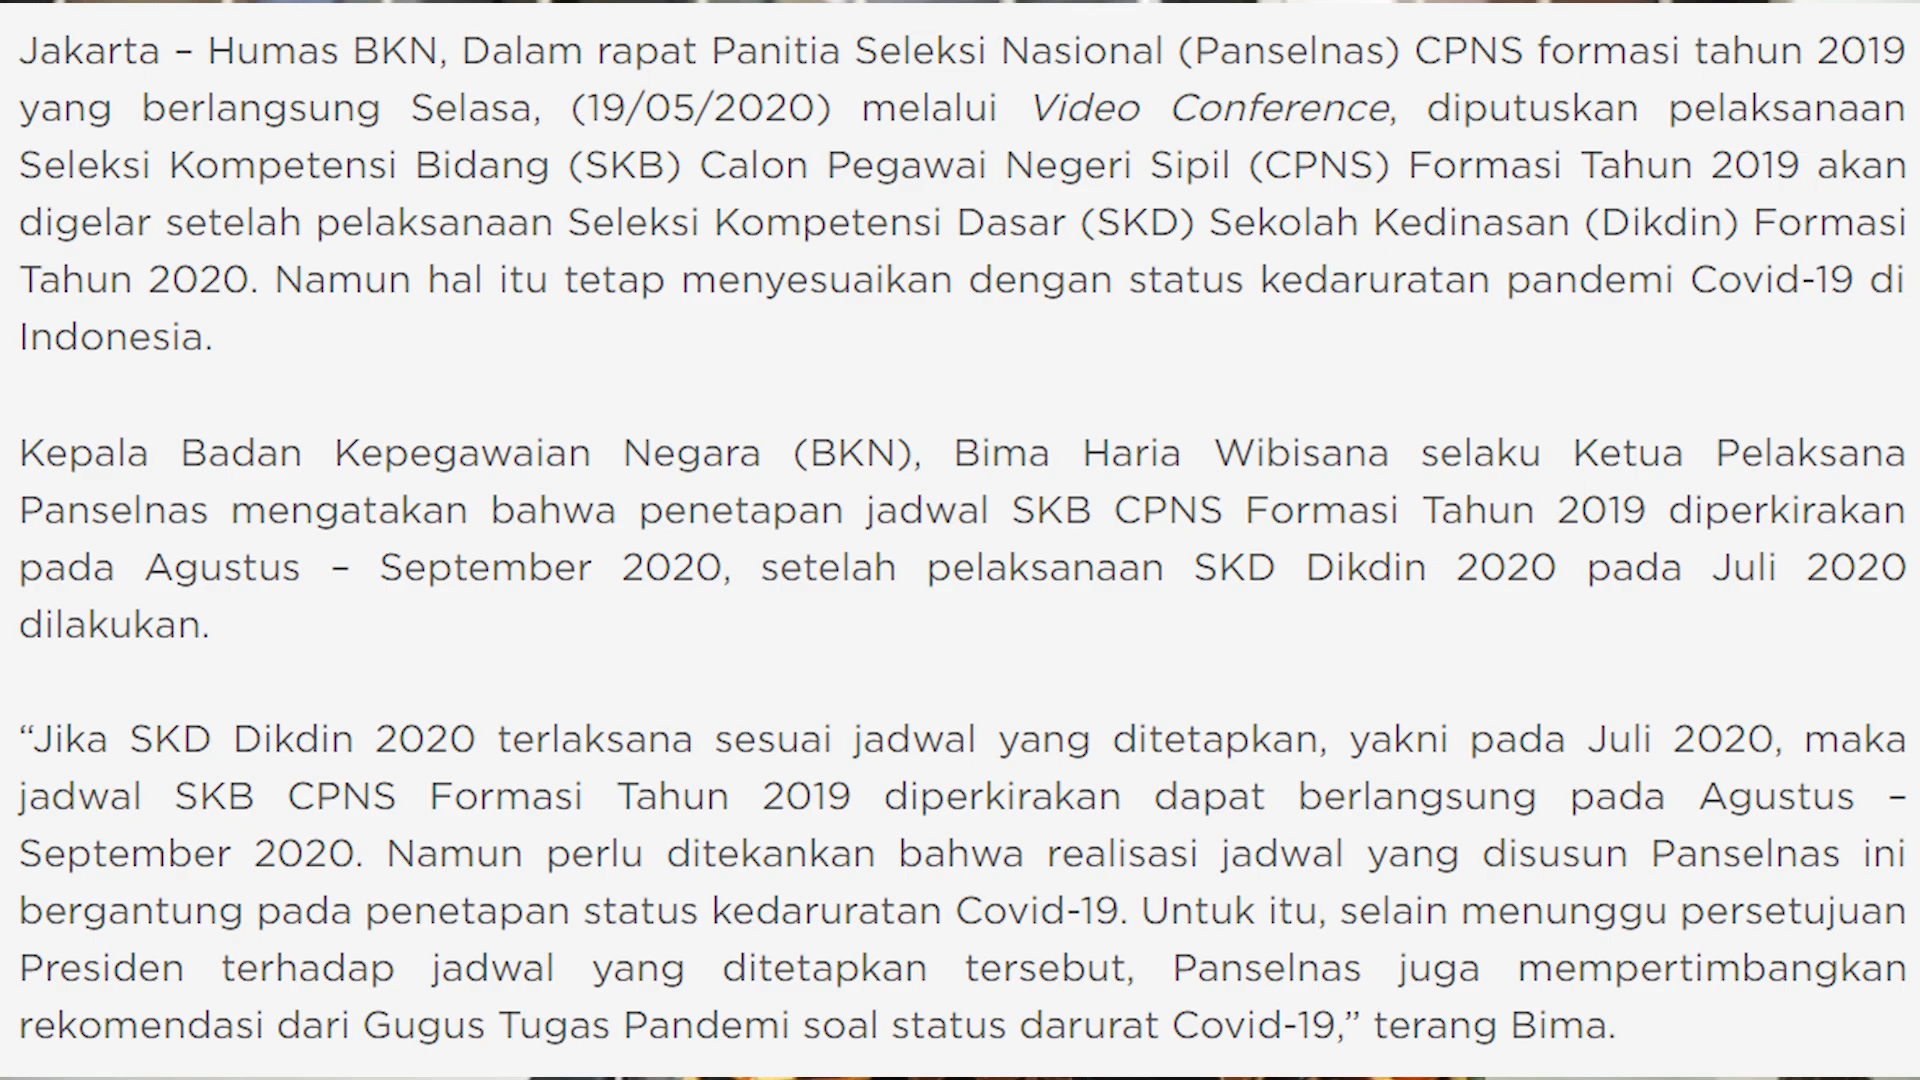 Jakarta – Humas BKN, Dalam rapat Panitia Seleksi Nasional (Panselnas) CPNS formasi tahun 2019
yang berlangsung Selasa, (19/05/2020) melalui Video Conference, diputuskan pelaksanaan
Seleksi Kompetensi Bidang (SKB) Calon Pegawai Negeri Sipil (CPNS) Formasi Tahun 2019 akan
digelar setelah pelaksanaan Seleksi Kompetensi Dasar (SKD) Sekolah Kedinasan (Dikdin) Formasi
Tahun 2020. Namun hal itu tetap menyesuaikan dengan status kedaruratan pandemi Covid-19 di
Indonesia.
Kepala Badan Kepegawaian Negara (BKN), Bima Haria Wibisana selaku Ketua Pelaksana
Panselnas mengatakan bahwa penetapan jadwal SKB CPNS Formasi Tahun 2019 diperkirakan
pada Agustus – September 2020, setelah pelaksanaan SKD Dikdin 2020 pada Juli 2020
dilakukan.
“Jika SKD Dikdin 2020 terlaksana sesuai jadwal yang ditetapkan, yakni pada Juli 2020, maka
jadwal SKB CPNS Formasi Tahun 2019 diperkirakan dapat berlangsung pada Agustus –
September 2020. Namun perlu ditekankan bahwa realisasi jadwal yang disusun Panselnas ini
bergantung pada penetapan status kedaruratan Covid-19. Untuk itu, selain menunggu persetujuan
Presiden terhadap jadwal yang ditetapkan tersebut, Panselnas juga mempertimbangkan
rekomendasi dari Gugus Tugas Pandemi soal status darurat Covid-19,” terang Bima.